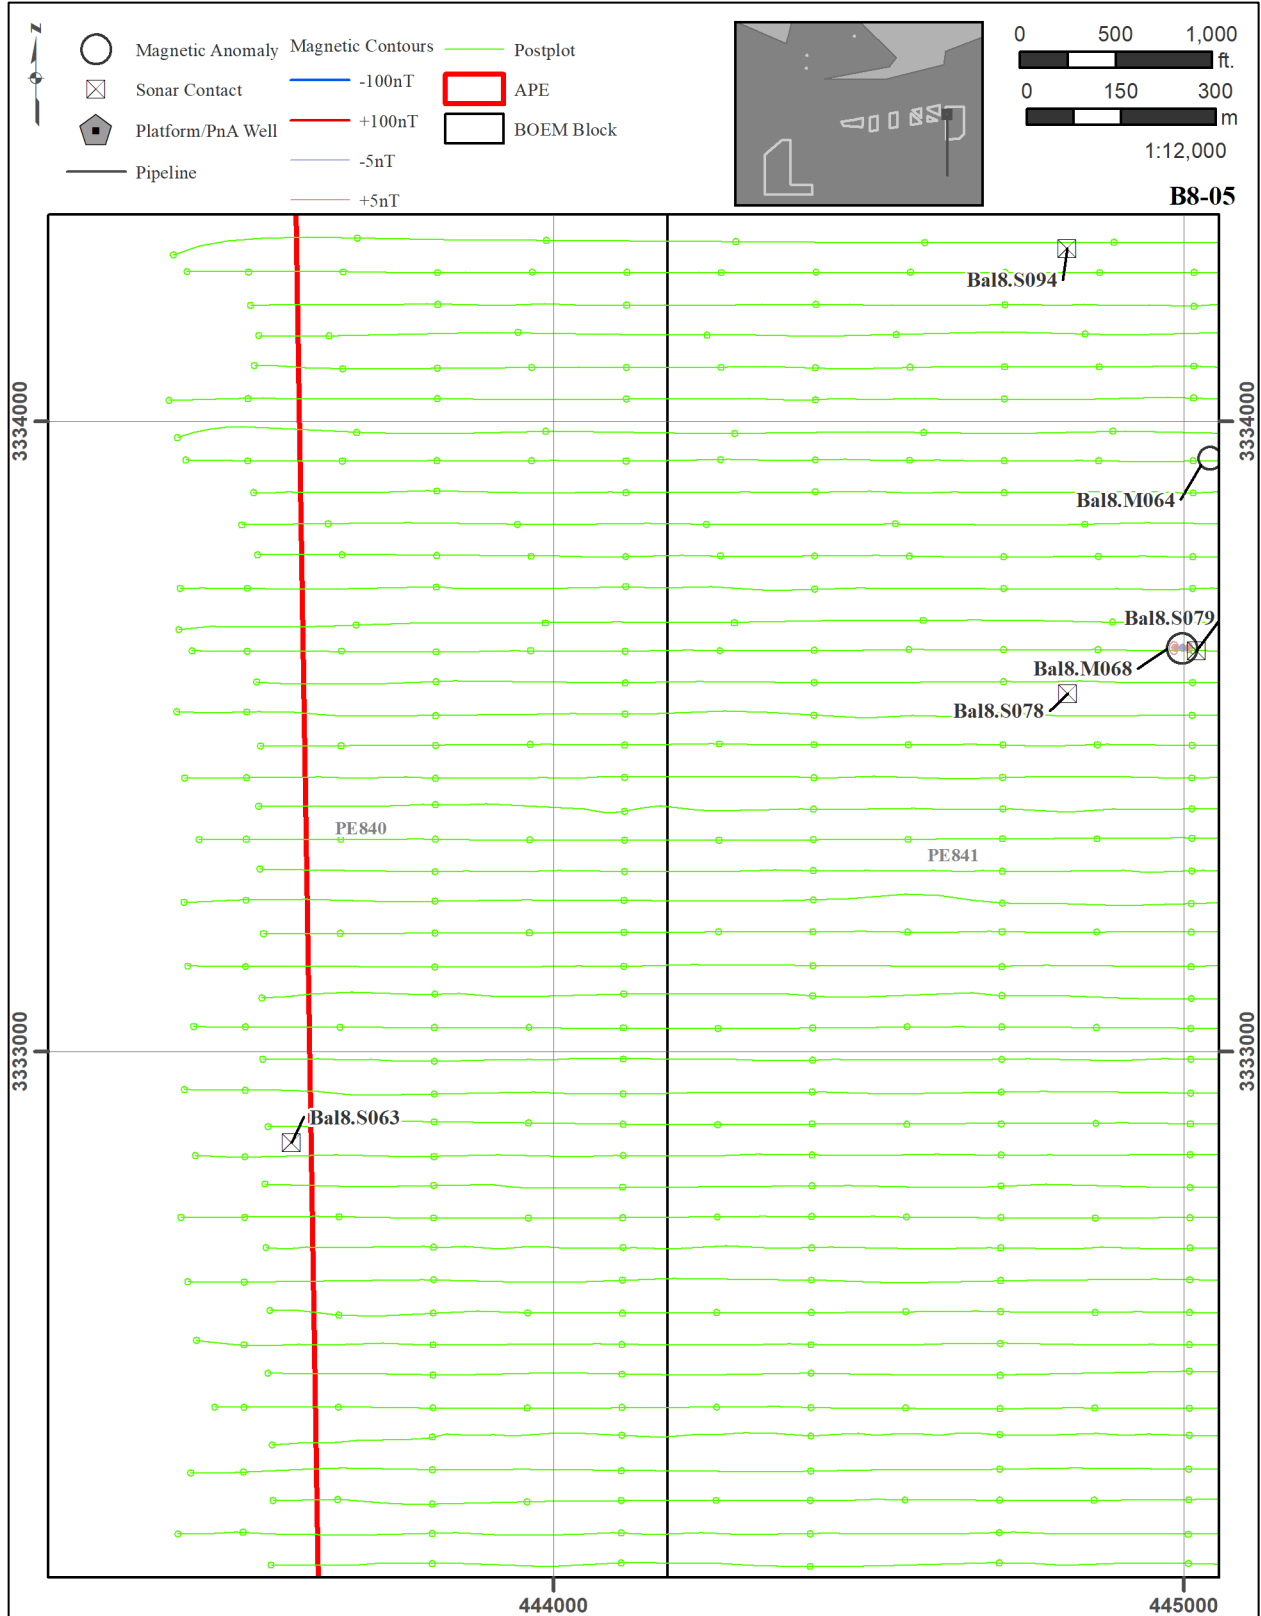 Z
Magnetic Anomaly
Sonar Contact
Platform/PnA Well
Pipeline
Magnetic Contours
-100nT
+100nT
-5nT
+5nT
Postplot
APE
BOEM Block
0 500 1,000
ft.
0 150 300
m
1:12,000
B8-05
Bal8.S094
3334000
3334000
Bal8.M064
Bal8.S079
Bal8.M068
Bal8.S078
PE840
PE841
3333000
3333000
Bal8.S063
444000
445000